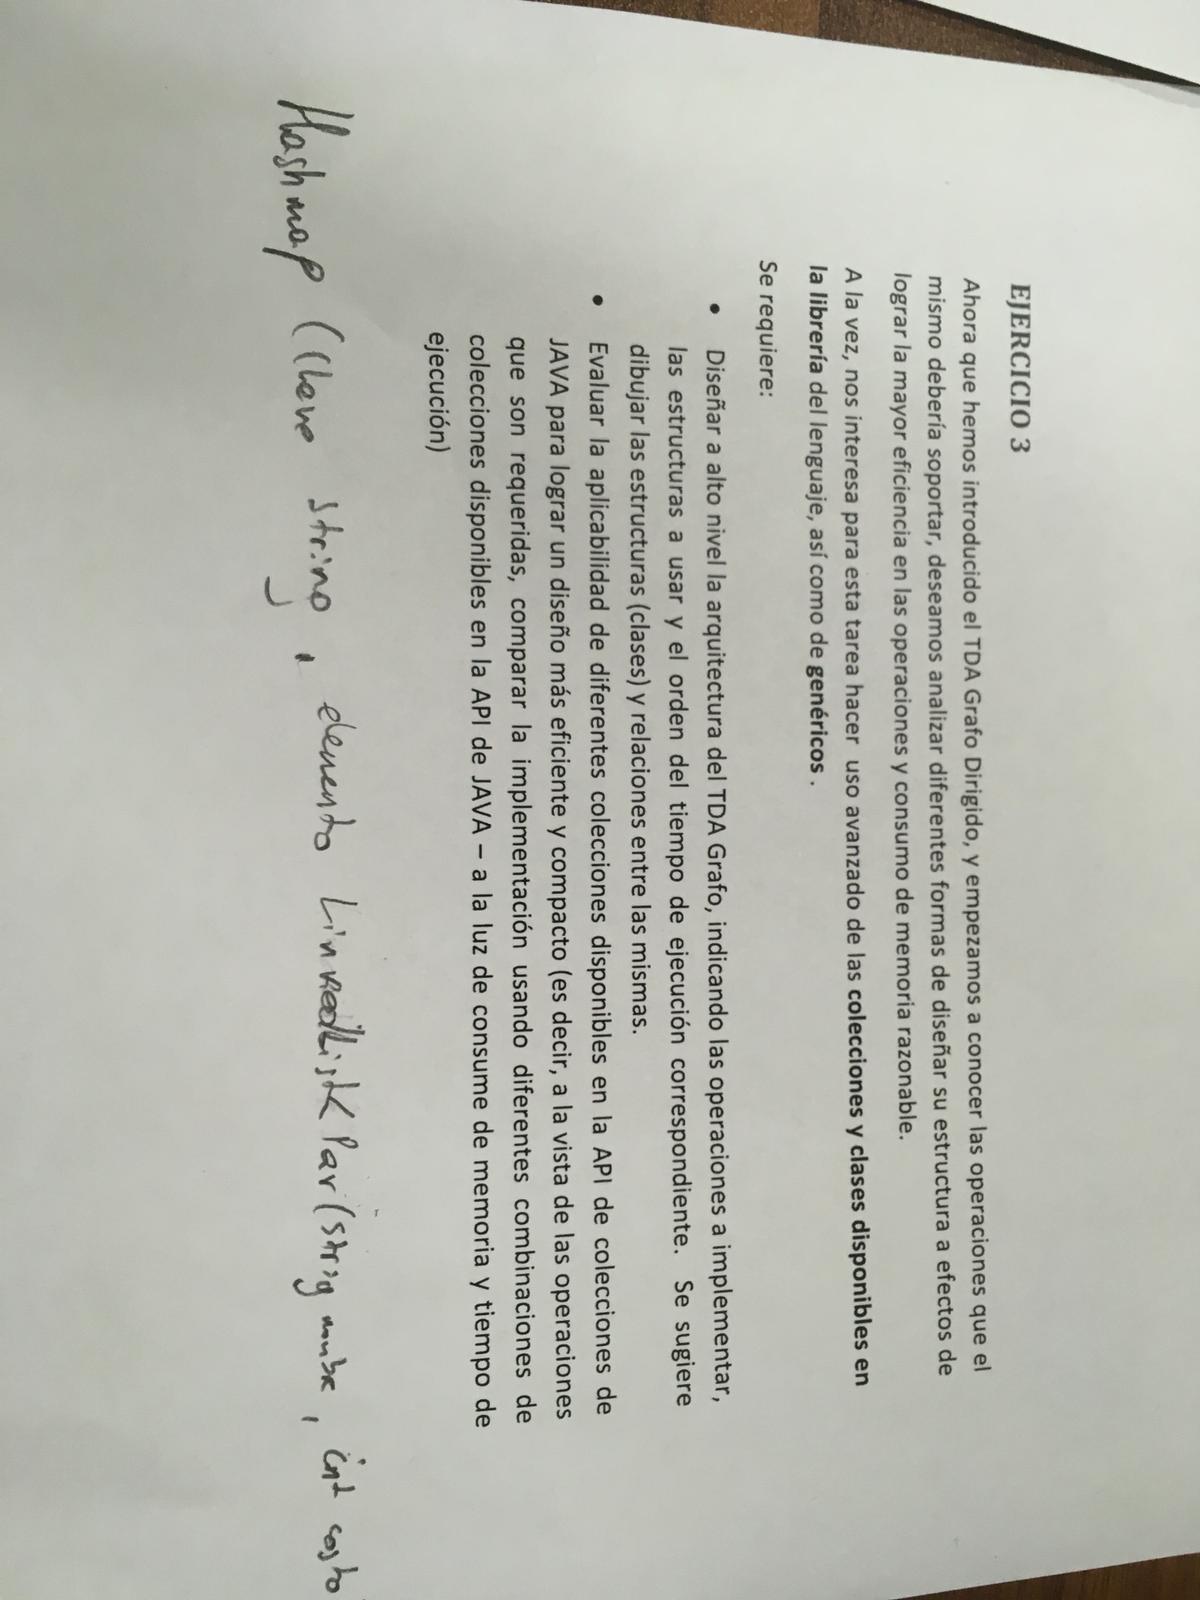 EJERCICIO 3
Ahora que hemos introducido el TDA Grafo Dirigido, y empezamos a conocer las operaciones que el
mismo debería soportar, deseamos analizar diferentes formas de diseñar su estructura a efectos de
lograr la mayor eficiencia en las operaciones y consumo de memoria razonable.
A la vez, nos interesa para esta tarea hacer uso avanzado de las colecciones y clases disponibles en
la librería del lenguaje, así como de genéricos .
Se requiere:
• Diseñar a alto nivel la arquitectura del TDA Grafo, indicando las operaciones a implementar,
las estructuras a usar y el orden del tiempo de ejecución correspondiente. Se sugiere
dibujar las estructuras (clases) y relaciones entre las mismas.
• Evaluar la aplicabilidad de diferentes colecciones disponibles en la API de colecciones de
JAVA para lograr un diseño más eficiente y compacto (es decir, a la vista de las operaciones
que son requeridas, comparar la implementación usando diferentes combinaciones de
colecciones disponibles en la API de JAVA – a la luz de consume de memoria y tiempo de
ejecución)
Hashmap (Clave string , elemento LinkedList< Par (string nombre, int costo